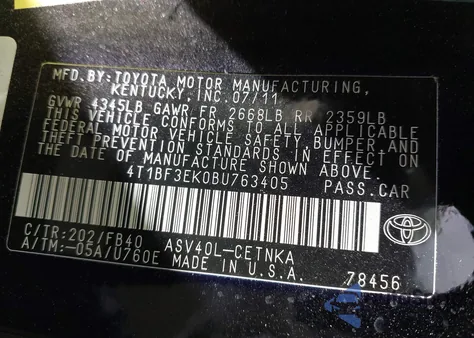 MFD.BY:TOYOTA MOTOR MANUFACTURING,
KENTUCKY,INC.07/11
GVWR 4345LB GAWR FR 2668LB RR 2359LB
THIS VEHICLE CONFORMS TO ALL APPLICABLE
FEDERAL MOTOR VEHICLE SAFETY,BUMPER,AND
THEFT PREVENTION STANDARDS IN EFFECT ON
THE DATE OF MANUFACTURE SHOWN ABOVE.
4T1BF3EK0BU763405 PASS.CAR
C/TR:202/FB40 ASV40L-CETNKA
A/TM:-05A/U760E MADE IN U.S.A. 78456